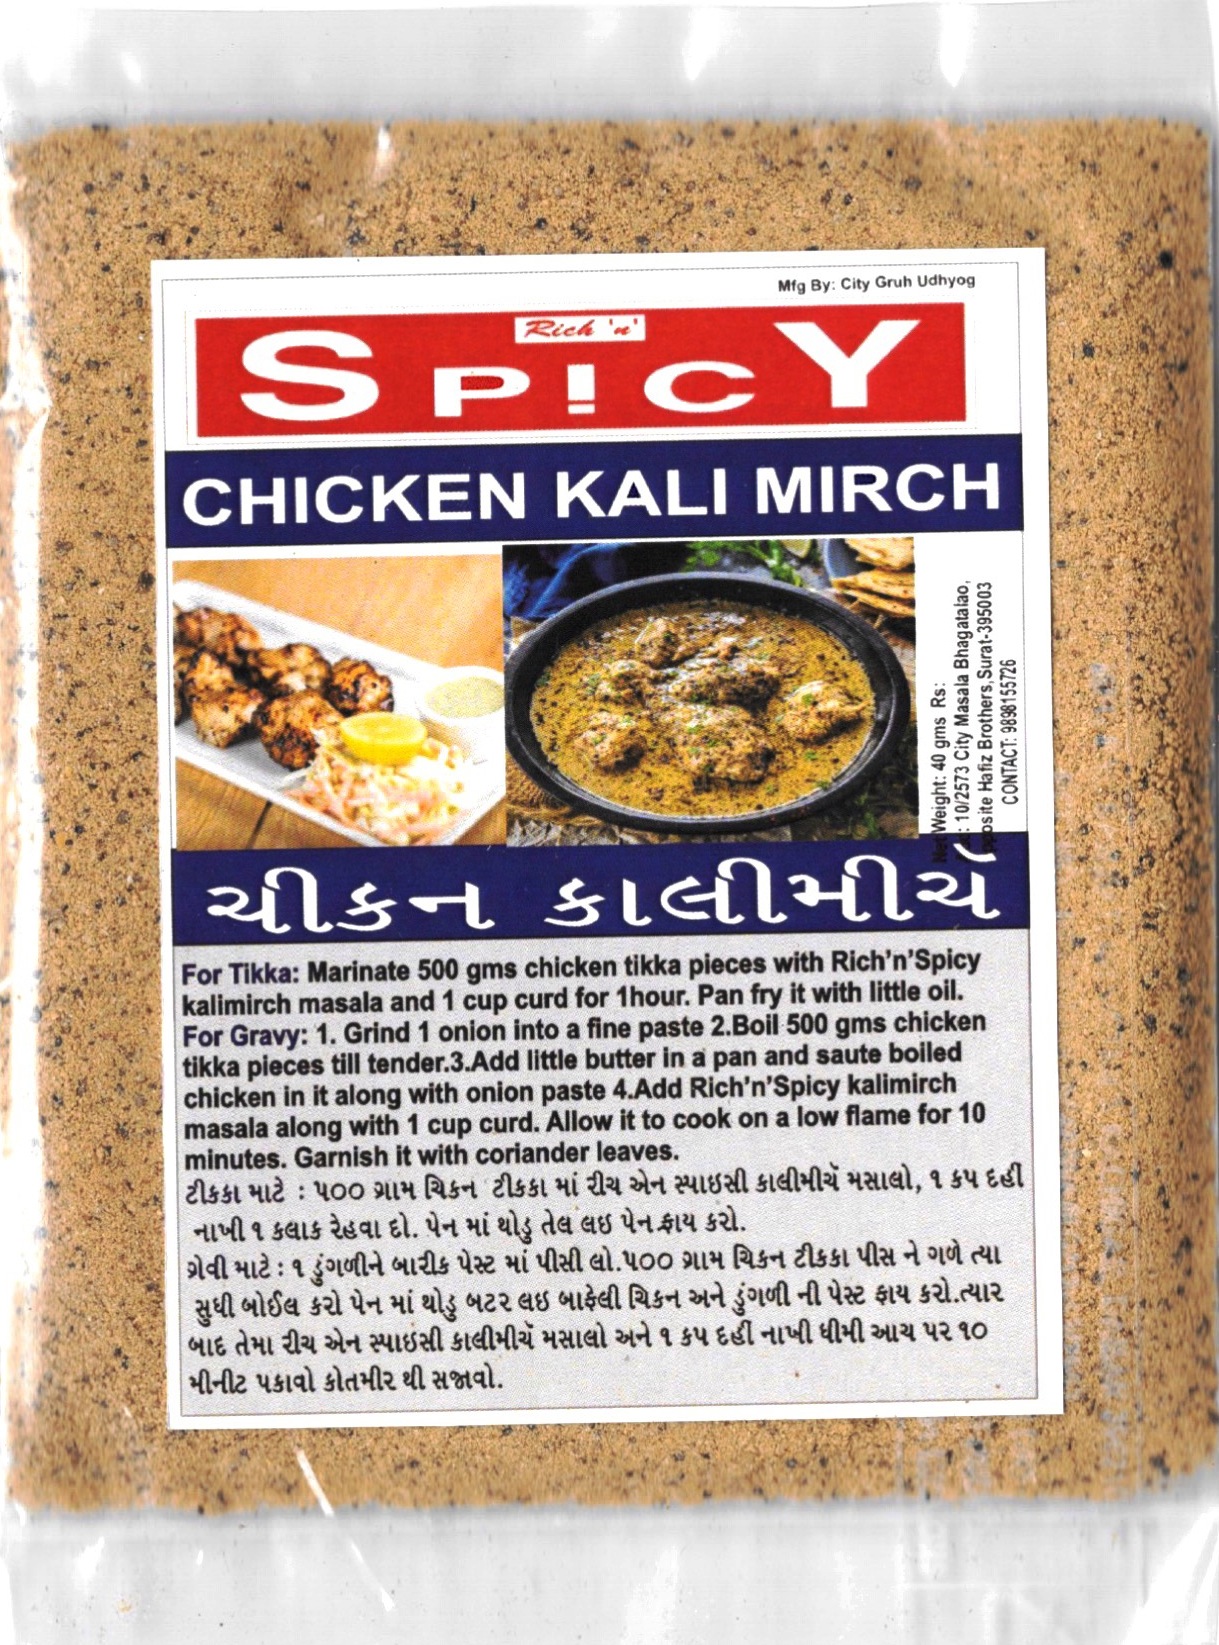 Mfg By: City Gruh Udhyog
Rich 'n'
SP!CY
CHICKEN KALI MIRCH
Net Weight: 40 gms Rs:
: 10/2573 City Masala Bhagatalao,
pposite Hafiz Brothers,Surat-395003
CONTACT: 9898155726
ચીકન કાલીમીર્ચ
For Tikka: Marinate 500 gms chicken tikka pieces with Rich'n'Spicy
kalimirch masala and 1 cup curd for 1hour. Pan fry it with little oil.
For Gravy: 1. Grind 1 onion into a fine paste 2.Boil 500 gms chicken
tikka pieces till tender.3.Add little butter in a pan and saute boiled
chicken in it along with onion paste 4.Add Rich'n'Spicy kalimirch
masala along with 1 cup curd. Allow it to cook on a low flame for 10
minutes. Garnish it with coriander leaves.
ટીકકા માટે : ૫૦૦ ગ્રામ ચિકન ટીકકા માં રીચ એન સ્પાઇસી કાલીમીચૅ મસાલો, ૧ કપ દહીં
નાખી ૧ કલાક રેહવા દો. પેન માં થોડુ તેલ લઇ પેન ફ્રાય કરો.
ગ્રેવી માટે : ૧ ડુંગળીને બારીક પેસ્ટ માં પીસી લો.૫૦૦ ગ્રામ ચિકન ટીકકા પીસ ને ગળે ત્યા
સુધી બોઈલ કરો પેન માં થોડુ બટર લઇ બાફેલી ચિકન અને ડુંગળી ની પેસ્ટ ફાય કરો.ત્યાર
બાદ તેમા રીચ એન સ્પાઇસી કાલીમીચૅ મસાલો અને ૧ કપ દહીં નાખી ધીમી આચ પર ૧૦
મીનીટ પકાવો કોતમીર થી સજાવો.